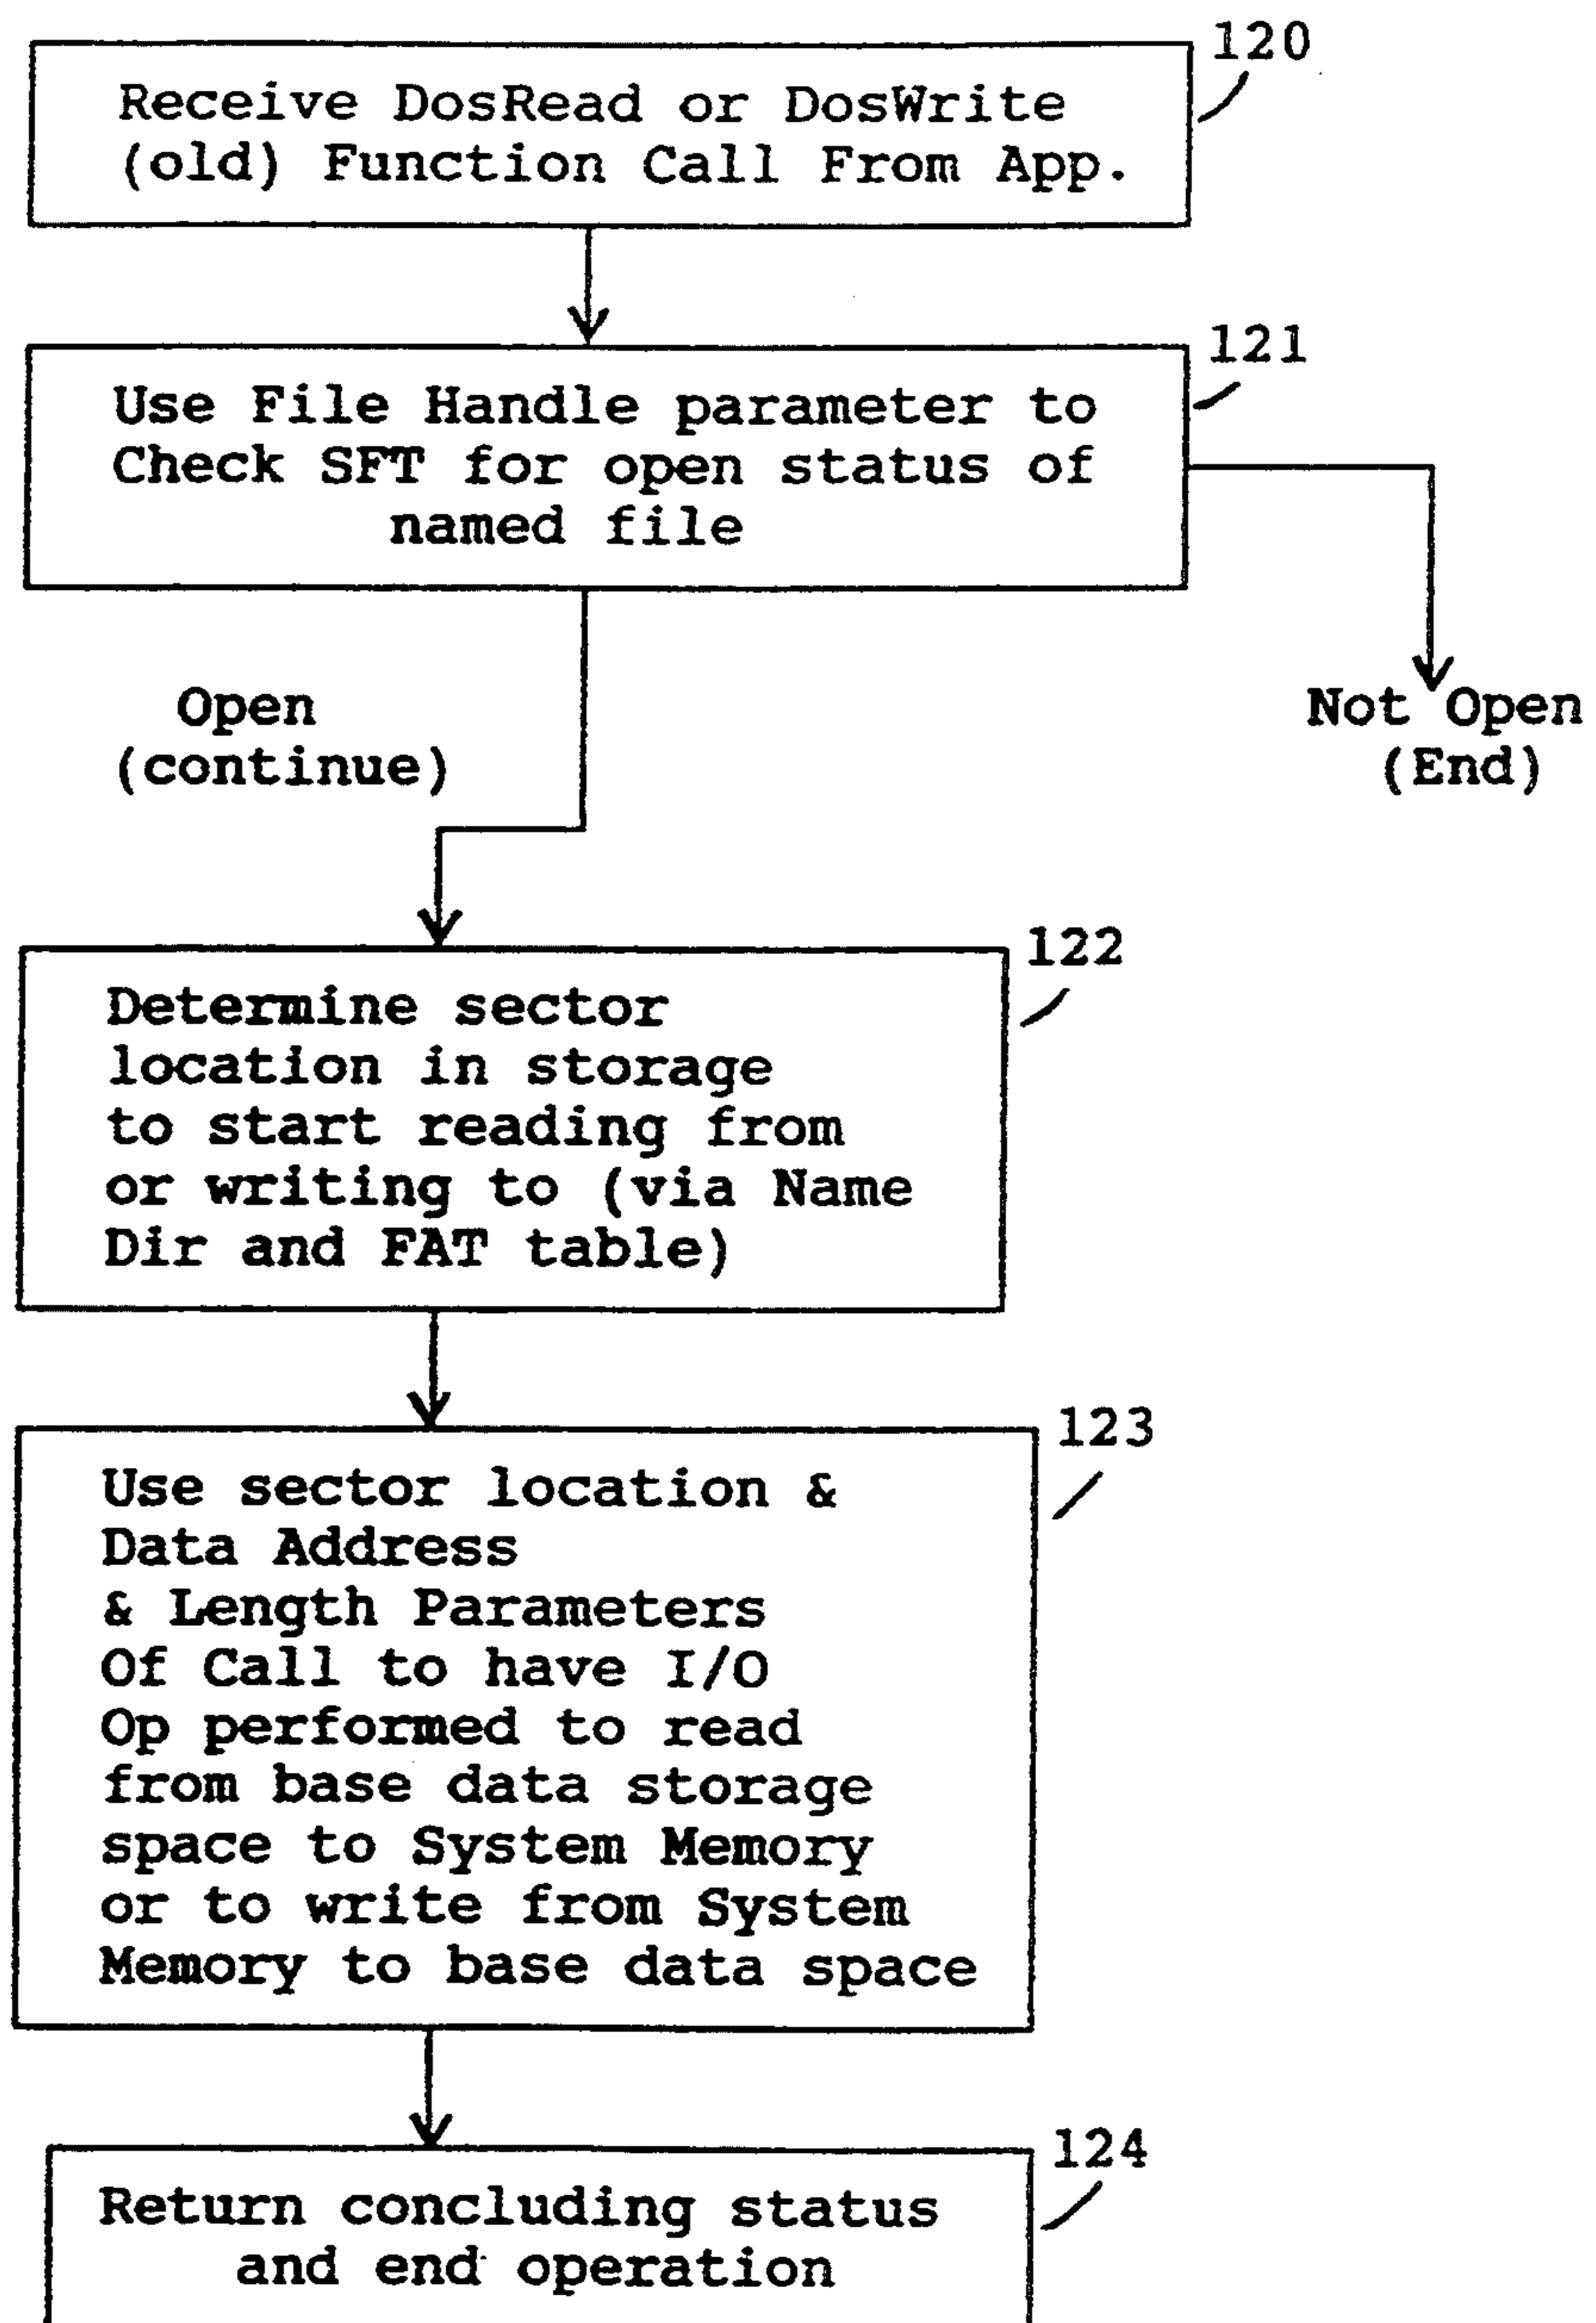 120
Receive DosRead or DosWrite
(old) Function Call From App.
121
Use File Handle parameter to
Check SFT for open status of
named file
Open
(continue)
Not Open
(End)
122
Determine sector
location in storage
to start reading from
or writing to (via Name
Dir and FAT table)
123
Use sector location &
Data Address
& Length Parameters
Of Call to have I/O
Op performed to read
from base data storage
space to System Memory
or to write from System
Memory to base data space
124
Return concluding status
and end operation